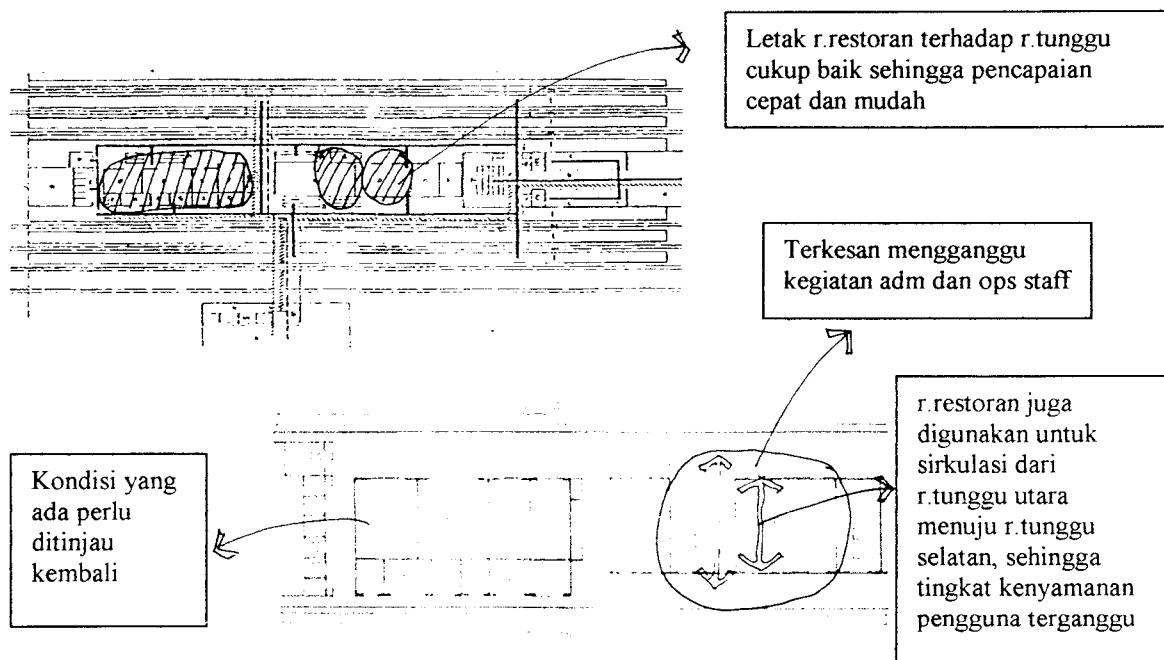 Letak r.restoran terhadap r.tunggu
cukup baik sehingga pencapaian
cepat dan mudah
Terkesan mengganggu
kegiatan adm dan ops staff
r.restoran juga
digunakan untuk
sirkulasi dari
r.tunggu utara
menuju r.tunggu
selatan, sehingga
tingkat kenyamanan
pengguna terganggu
Kondisi yang
ada perlu
ditinjau
kembali